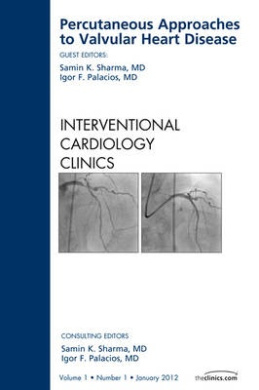 Percutaneous Approaches
to Valvular Heart Disease
GUEST EDITORS:
Samin K. Sharma, MD
Igor F. Palacios, MD
INTERVENTIONAL
CARDIOLOGY
CLINICS
CONSULTING EDITORS
Samin K. Sharma, MD
Igor F. Palacios, MD
Volume 1 • Number 1 • January 2012
theclinics.com